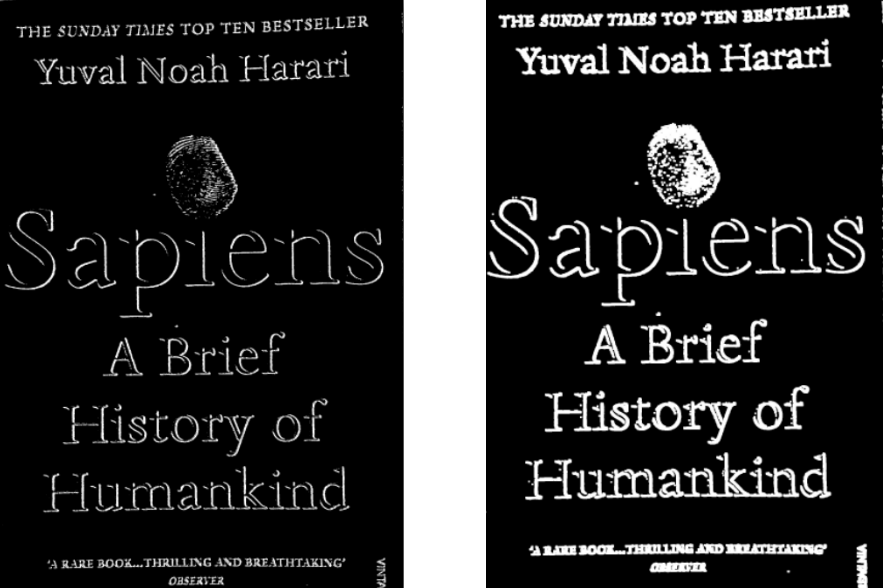 THE SUNDAY TIMES TOP TEN BESTSELLER
Yuval Noah Harari
Sapiens
A Brief
History of
Humankind
'A RARE BOOK...THRILLING AND BREATHTAKING'
OBSERVER
VINTA
THE SUNDAY TIMES TOP TEN BESTSELLER
Yuval Noah Harari
Sapiens
A Brief
History of
Humankind
'A RARE BOOK...THRILLING AND BREATHTAKING'
OBSERVER